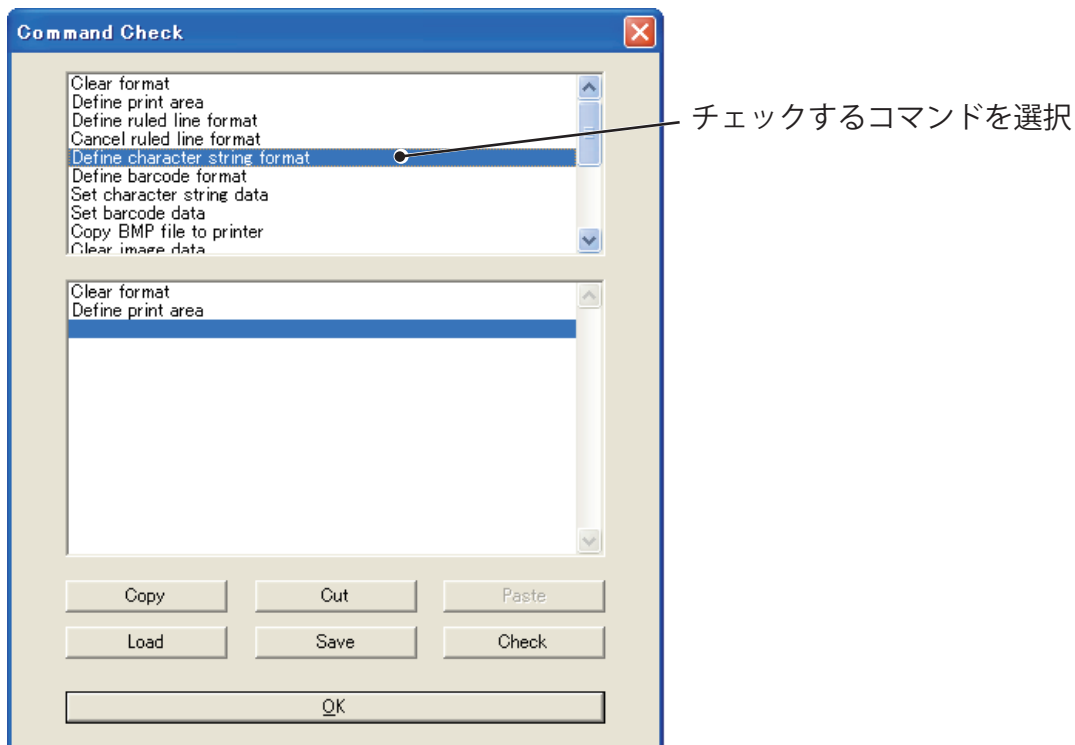 Command Check
Clear format
Define print area
Define ruled line format
Cancel ruled line format
Define character string format
Define barcode format
Set character string data
Set barcode data
Copy BMP file to printer
Clear image data
チェックするコマンドを選択
Clear format
Define print area
Copy
Cut
Paste
Load
Save
Check
OK